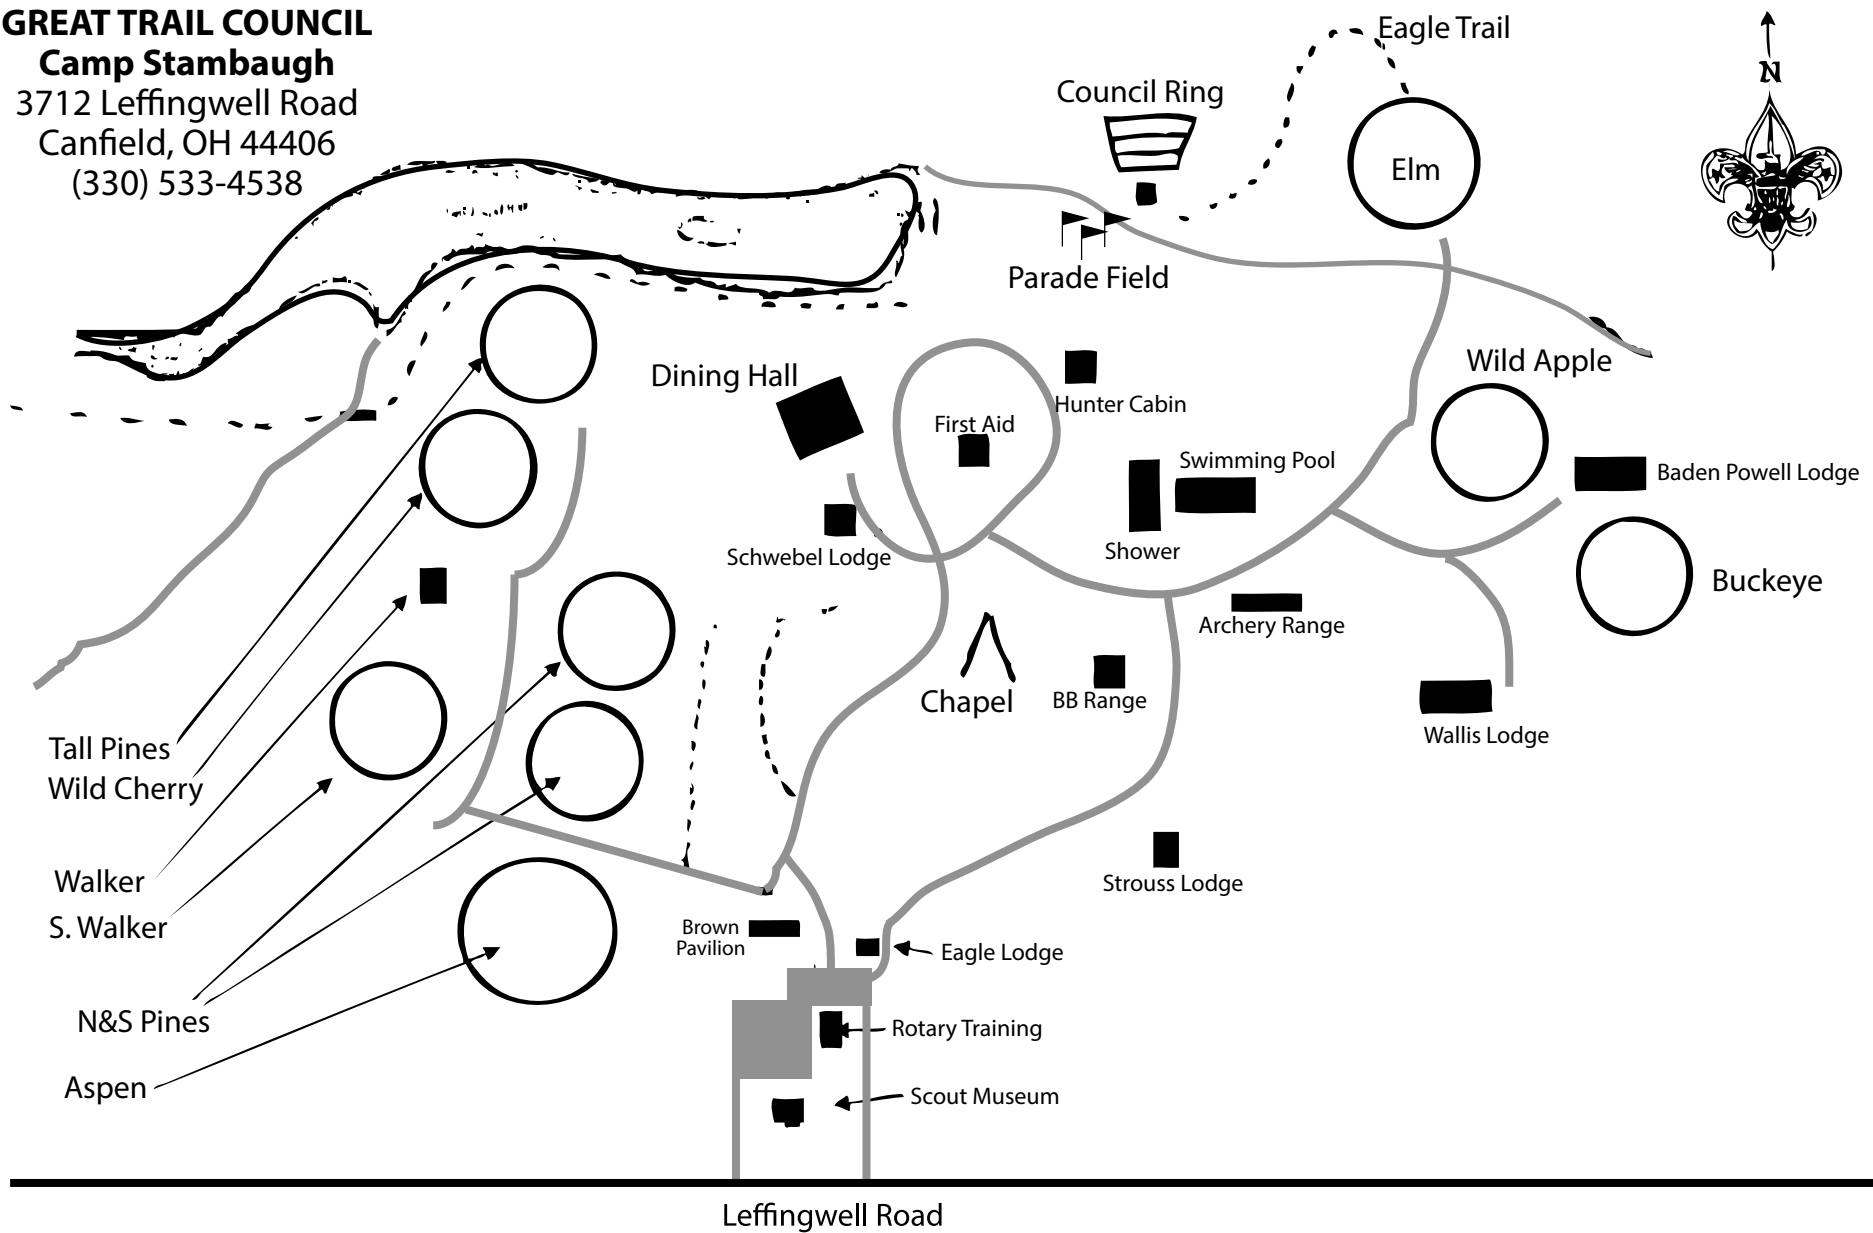 GREAT TRAIL COUNCIL
Camp Stambaugh
3712 Leffingwell Road
Canfield, OH 44406
(330) 533-4538
Eagle Trail
N
Council Ring
Elm
Parade Field
Wild Apple
Dining Hall
Hunter Cabin
First Aid
Swimming Pool
Baden Powell Lodge
Schwebel Lodge
Shower
Buckeye
Archery Range
Chapel
BB Range
Wallis Lodge
Tall Pines
Wild Cherry
Walker
S. Walker
Strouss Lodge
Brown
Pavilion
Eagle Lodge
N&S Pines
Rotary Training
Aspen
Scout Museum
Leffingwell Road